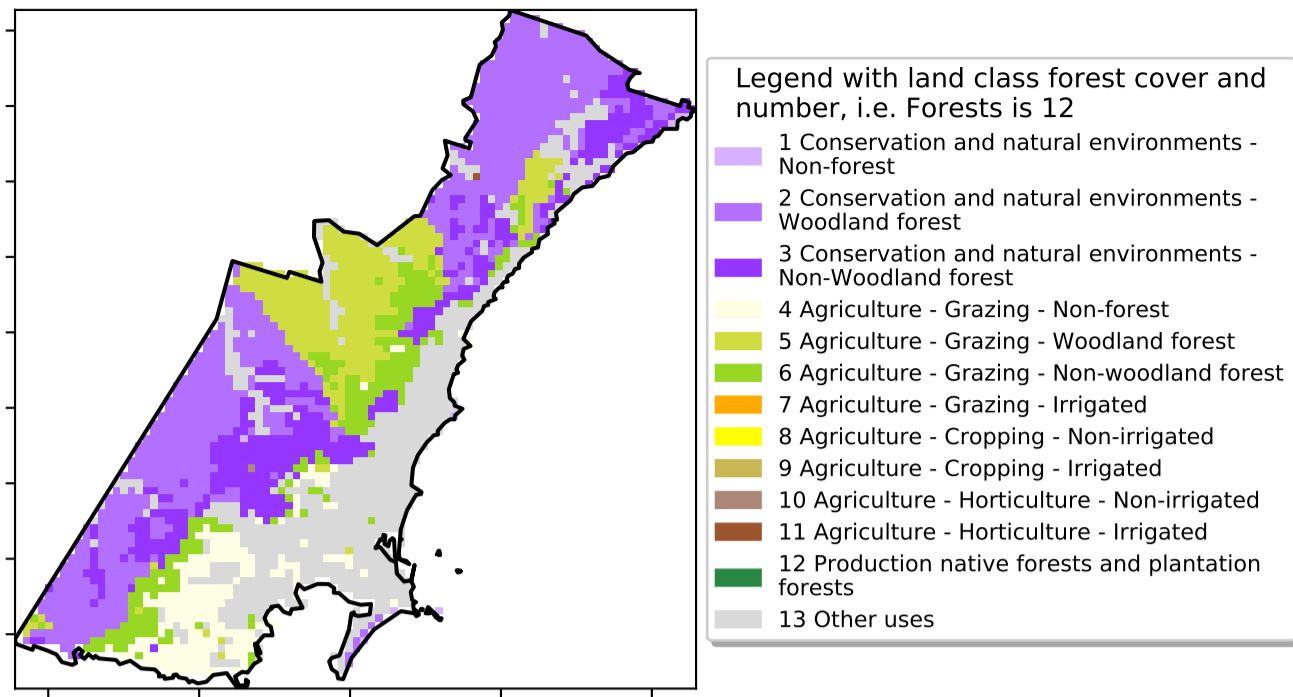 Legend with land class forest cover and
number, i.e. Forests is 12
1 Conservation and natural environments -
Non-forest
2 Conservation and natural environments -
Woodland forest
3 Conservation and natural environments -
Non-Woodland forest
4 Agriculture - Grazing - Non-forest
5 Agriculture - Grazing - Woodland forest
6 Agriculture - Grazing - Non-woodland forest
7 Agriculture - Grazing - Irrigated
8 Agriculture - Cropping - Non-irrigated
9 Agriculture - Cropping - Irrigated
10 Agriculture - Horticulture - Non-irrigated
11 Agriculture - Horticulture - Irrigated
12 Production native forests and plantation
forests
13 Other uses